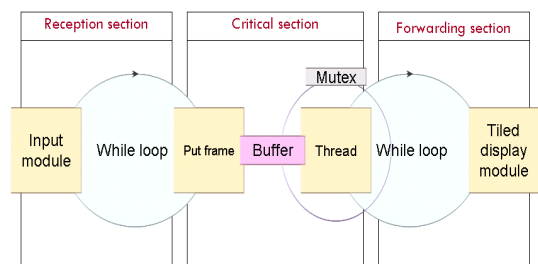 Reception section
Critical section
Forwarding section
Mutex
Input
module
While loop
Put frame
Buffer
Thread
While loop
Tiled
display
module